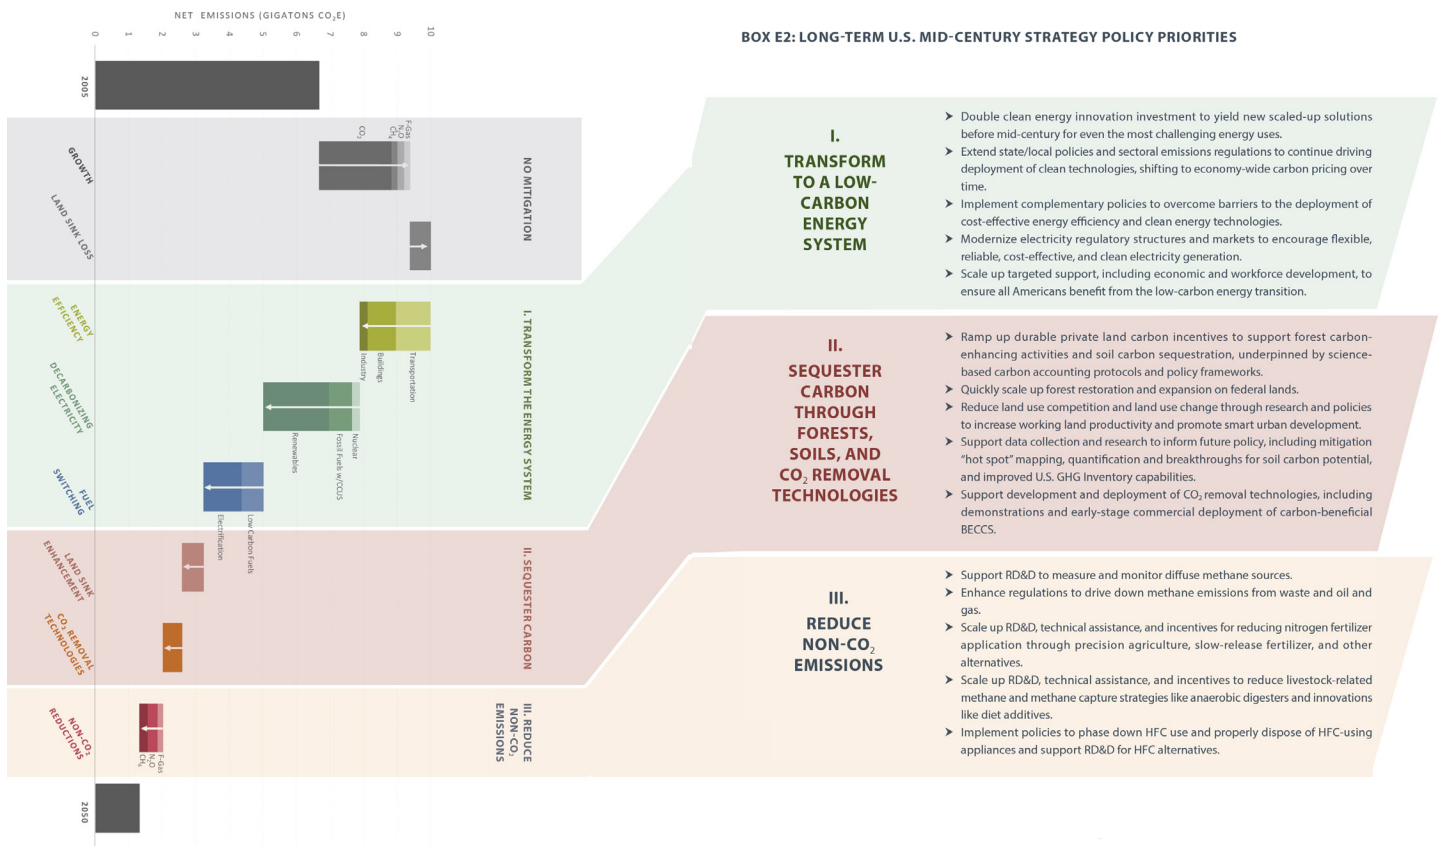 NET EMISSIONS (GIGATONS CO₂E)
0 1 2 3 4 5 6 7 8 9 10
2005
GROWTH
CO₂
CH₄
N₂O
F-Gas
LAND SINK LOSS
NO MITIGATION
ENERGY
EFFICIENCY
Industry
Buildings
Transportation
DECARBONIZING
ELECTRICITY
Renewables
Fossil Fuels w/CCUS
Nuclear
FUEL
SWITCHING
Electrification
Low Carbon Fuels
I. TRANSFORM THE ENERGY SYSTEM
LAND SINK
ENHANCEMENT
CO₂ REMOVAL
TECHNOLOGIES
II. SEQUESTER CARBON
NON-CO₂
REDUCTIONS
CH₄
N₂O
F-Gas
III. REDUCE
NON-CO₂
EMISSIONS
2050
BOX E2: LONG-TERM U.S. MID-CENTURY STRATEGY POLICY PRIORITIES
I.
TRANSFORM
TO A LOW-
CARBON
ENERGY
SYSTEM
➤ Double clean energy innovation investment to yield new scaled-up solutions
before mid-century for even the most challenging energy uses.
➤ Extend state/local policies and sectoral emissions regulations to continue driving
deployment of clean technologies, shifting to economy-wide carbon pricing over
time.
➤ Implement complementary policies to overcome barriers to the deployment of
cost-effective energy efficiency and clean energy technologies.
➤ Modernize electricity regulatory structures and markets to encourage flexible,
reliable, cost-effective, and clean electricity generation.
➤ Scale up targeted support, including economic and workforce development, to
ensure all Americans benefit from the low-carbon energy transition.
II.
SEQUESTER
CARBON
THROUGH
FORESTS,
SOILS, AND
CO₂ REMOVAL
TECHNOLOGIES
➤ Ramp up durable private land carbon incentives to support forest carbon-
enhancing activities and soil carbon sequestration, underpinned by science-
based carbon accounting protocols and policy frameworks.
➤ Quickly scale up forest restoration and expansion on federal lands.
➤ Reduce land use competition and land use change through research and policies
to increase working land productivity and promote smart urban development.
➤ Support data collection and research to inform future policy, including mitigation
“hot spot” mapping, quantification and breakthroughs for soil carbon potential,
and improved U.S. GHG Inventory capabilities.
➤ Support development and deployment of CO₂ removal technologies, including
demonstrations and early-stage commercial deployment of carbon-beneficial
BECCS.
III.
REDUCE
NON-CO₂
EMISSIONS
➤ Support RD&D to measure and monitor diffuse methane sources.
➤ Enhance regulations to drive down methane emissions from waste and oil and
gas.
➤ Scale up RD&D, technical assistance, and incentives for reducing nitrogen fertilizer
application through precision agriculture, slow-release fertilizer, and other
alternatives.
➤ Scale up RD&D, technical assistance, and incentives to reduce livestock-related
methane and methane capture strategies like anaerobic digesters and innovations
like diet additives.
➤ Implement policies to phase down HFC use and properly dispose of HFC-using
appliances and support RD&D for HFC alternatives.